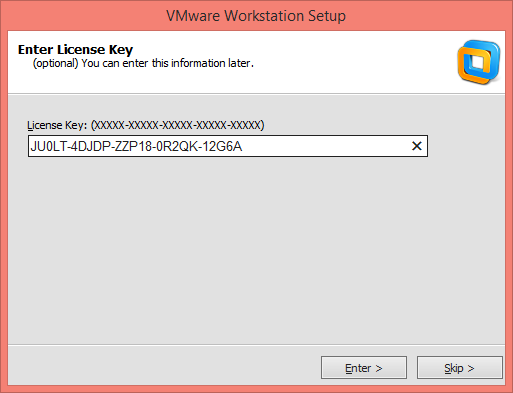 VMware Workstation Setup
Enter License Key
(optional) You can enter this information later.
License Key: (XXXXX-XXXXX-XXXXX-XXXXX-XXXXX)
JU0LT-4DJDP-ZZP18-0R2QK-12G6A
Enter >
Skip >